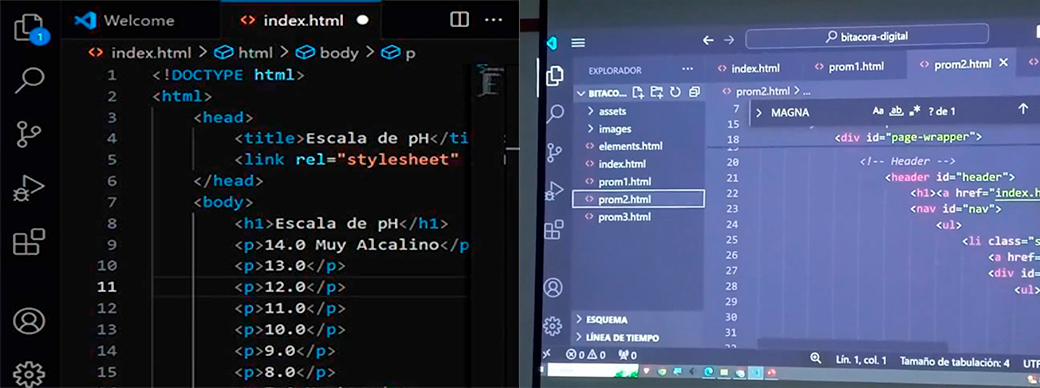 Welcome
index.html
index.html > html > body > p
1 <!DOCTYPE html>
2 <html>
3 <head>
4 <title>Escala de pH</ti
5 <link rel="stylesheet"
6 </head>
7 <body>
8 <h1>Escala de pH</h1>
9 <p>14.0 Muy Alcalino</p
10 <p>13.0</p>
11 <p>12.0</p>
12 <p>11.0</p>
13 <p>10.0</p>
14 <p>9.0</p>
15 <p>8.0</p>
1
bitacora-digital
EXPLORADOR ...
BITACO...
assets
images
elements.html
index.html
prom1.html
prom2.html
prom3.html
ESQUEMA
LÍNEA DE TIEMPO
index.html
prom1.html
prom2.html
prom2.html > ...
MAGNA
Aa ab .* ? de 1
7
15
18 <div id="page-wrapper">
20 <!-- Header -->
21 <header id="header">
22 <h1><a href="index.h
23 <nav id="nav">
24 <ul>
25 <li class="s
26 <a href=
27 <div id=
28 <ul>
29
30
31
32
0 0 0
Lín. 1, col. 1
Tamaño de tabulación: 4
UTF